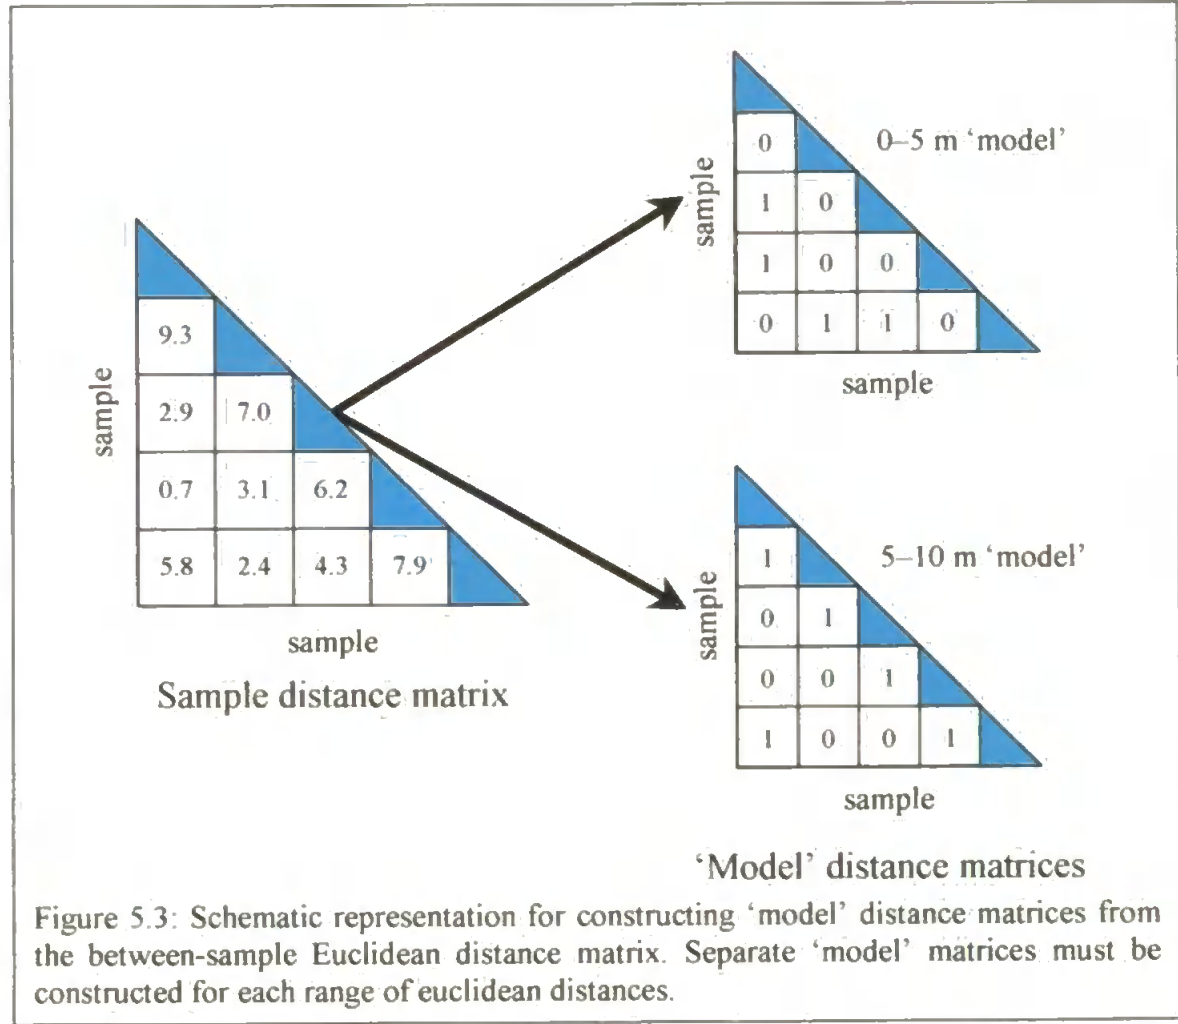 0–5 m ‘model’
sample
0
1 0
1 0 0
0 1 1 0
sample
sample
9.3
2.9 7.0
0.7 3.1 6.2
5.8 2.4 4.3 7.9
sample
Sample distance matrix
5–10 m ‘model’
sample
1
0 1
0 0 1
1 0 0 1
sample
‘Model’ distance matrices
Figure 5.3: Schematic representation for constructing ‘model’ distance matrices from
the between-sample Euclidean distance matrix. Separate ‘model’ matrices must be
constructed for each range of euclidean distances.